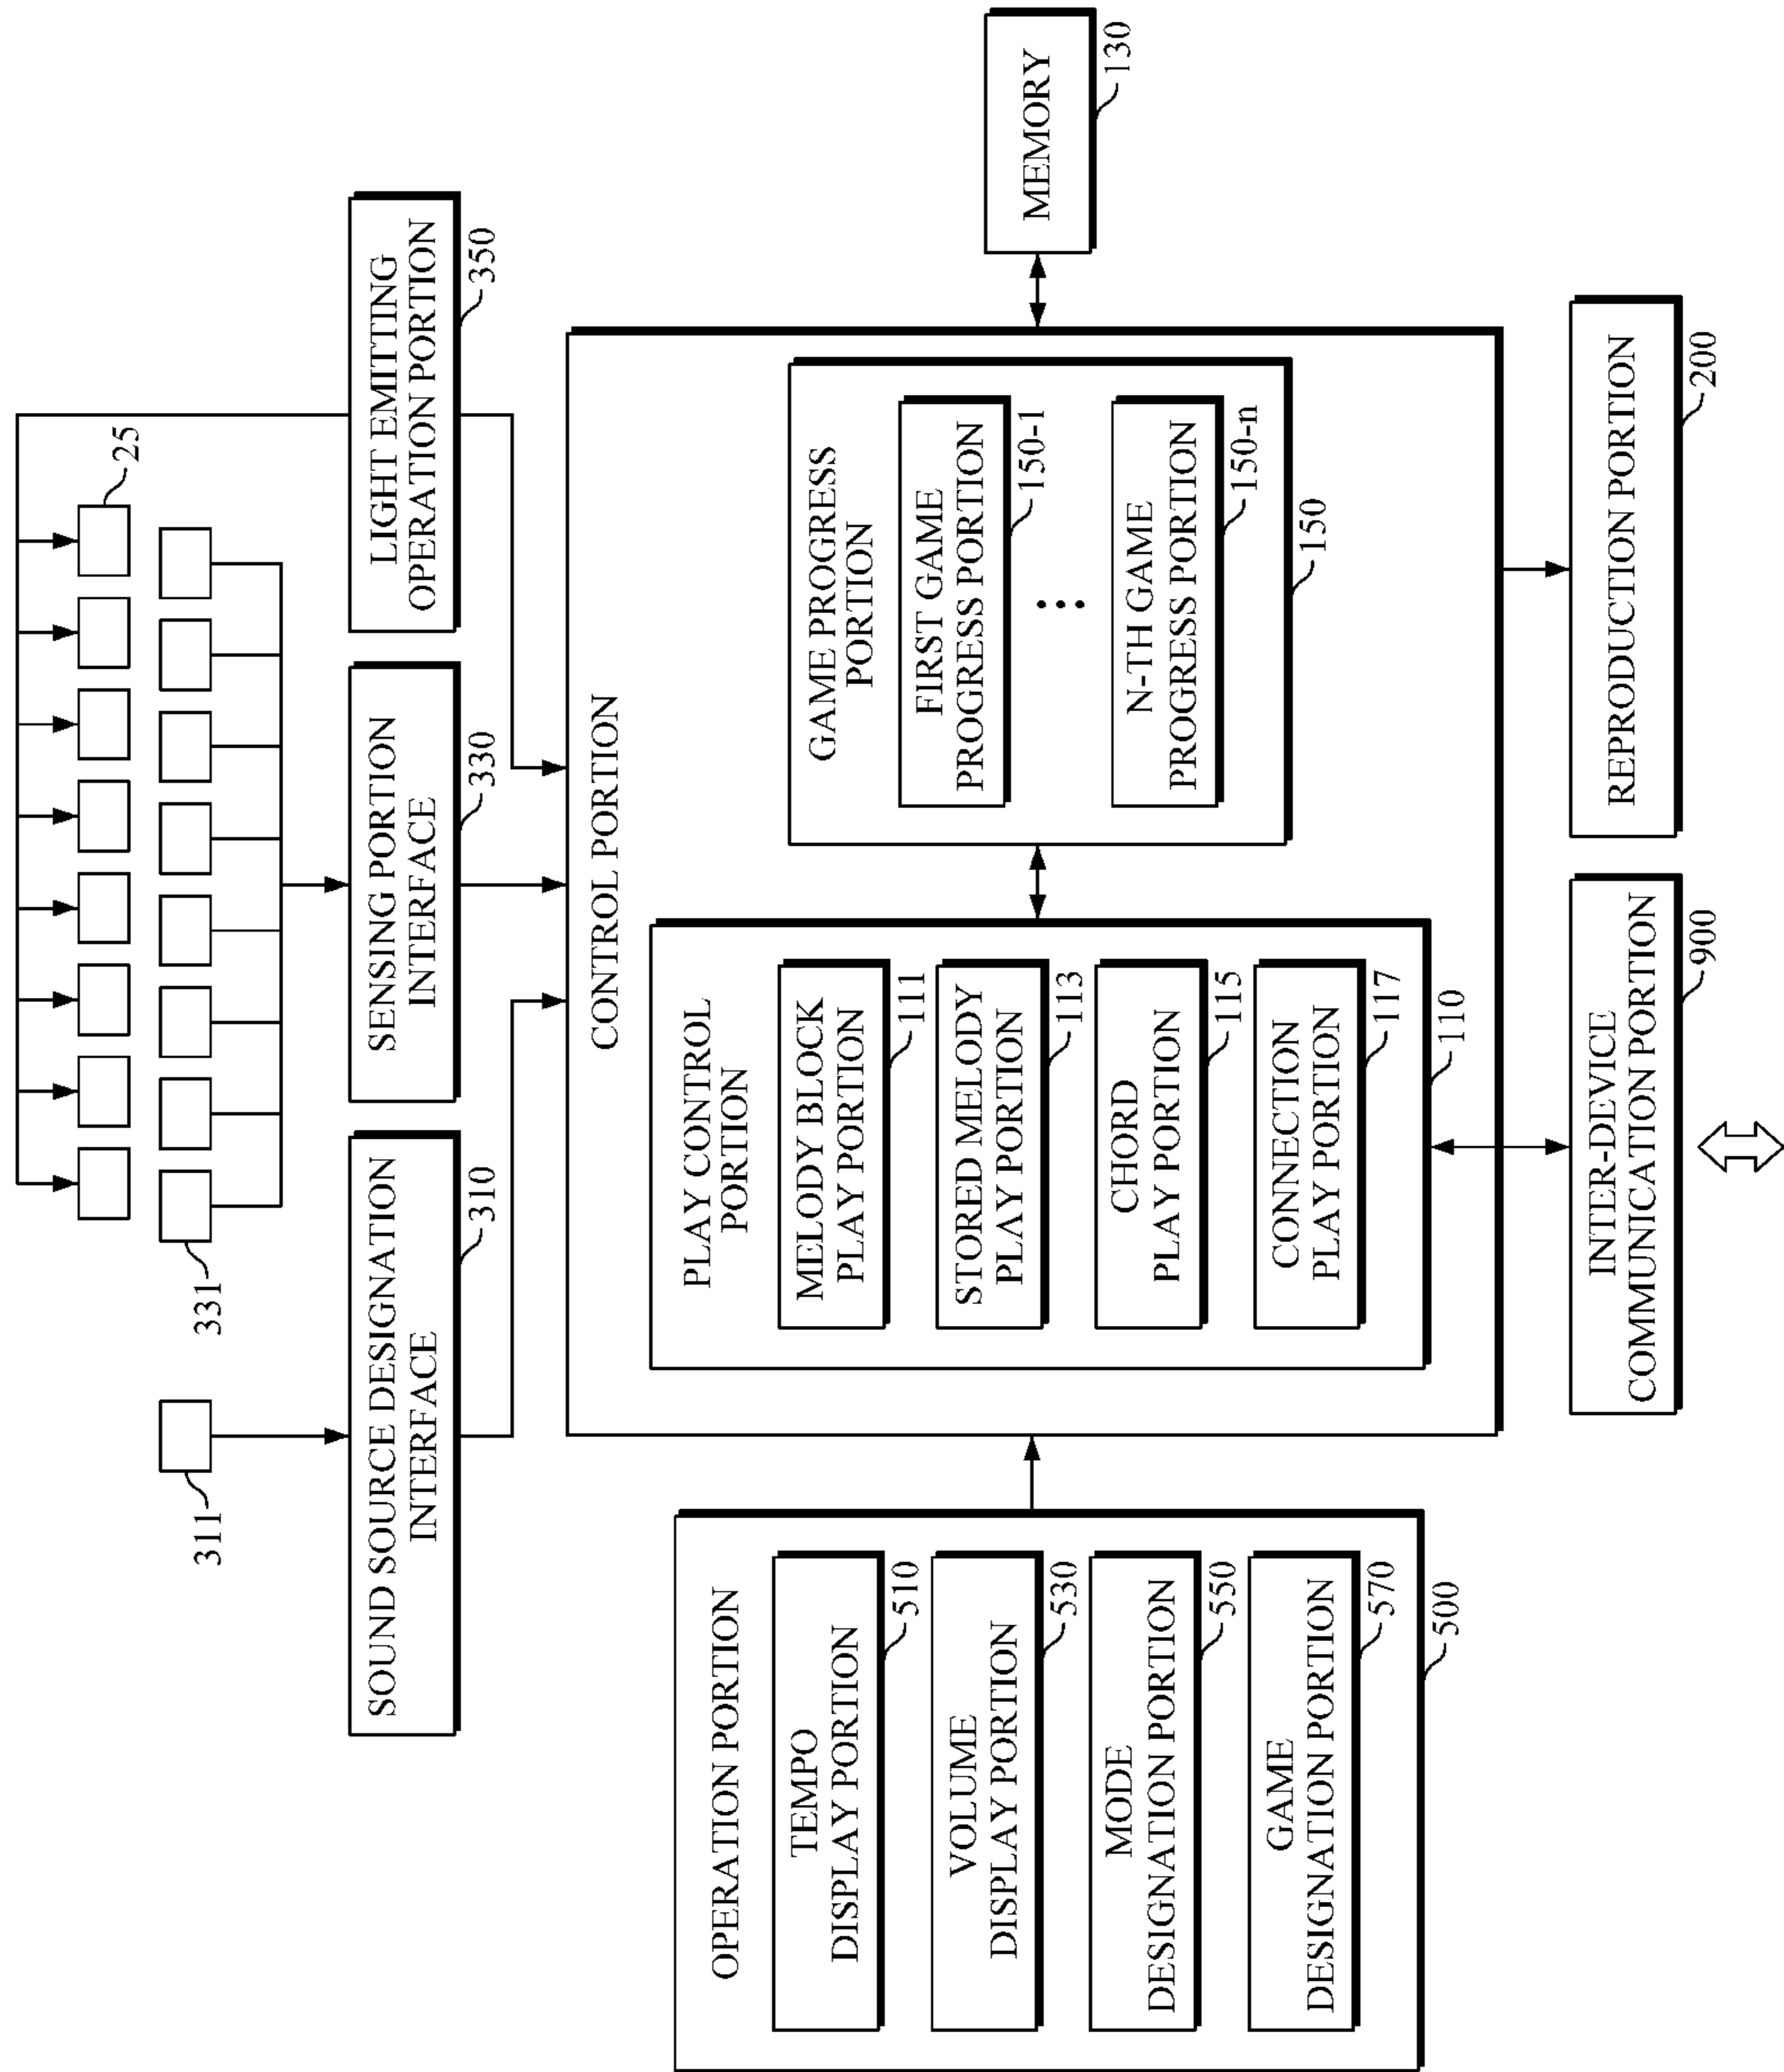 25
331
311
SOUND SOURCE DESIGNATION
INTERFACE
310
SENSING PORTION
INTERFACE
330
LIGHT EMITTING
OPERATION PORTION
350
OPERATION PORTION
TEMPO
DISPLAY PORTION
510
VOLUME
DISPLAY PORTION
530
MODE
DESIGNATION PORTION
550
GAME
DESIGNATION PORTION
570
500
CONTROL PORTION
PLAY CONTROL
PORTION
MELODY BLOCK
PLAY PORTION
111
STORED MELODY
PLAY PORTION
113
CHORD
PLAY PORTION
115
CONNECTION
PLAY PORTION
117
110
GAME PROGRESS
PORTION
FIRST GAME
PROGRESS PORTION
150-1
⋮
N-TH GAME
PROGRESS PORTION
150-n
150
MEMORY
130
INTER-DEVICE
COMMUNICATION PORTION
900
REPRODUCTION PORTION
200